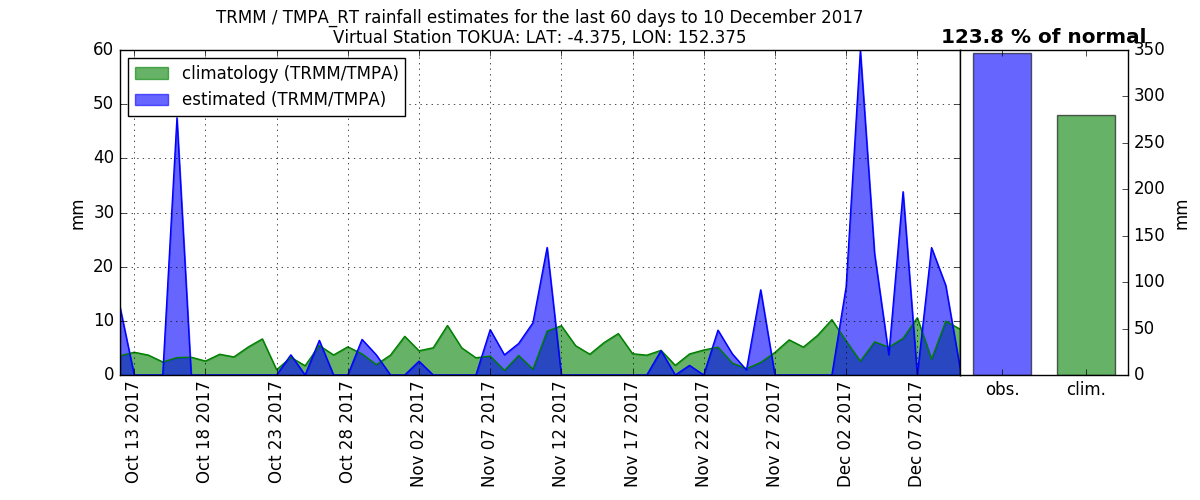 TRMM / TMPA_RT rainfall estimates for the last 60 days to 10 December 2017
Virtual Station TOKUA: LAT: -4.375, LON: 152.375
123.8 % of normal
climatology (TRMM/TMPA)
estimated (TRMM/TMPA)
60
50
40
30
20
10
0
mm
Oct 13 2017
Oct 18 2017
Oct 23 2017
Oct 28 2017
Nov 02 2017
Nov 07 2017
Nov 12 2017
Nov 17 2017
Nov 22 2017
Nov 27 2017
Dec 02 2017
Dec 07 2017
obs.
clim.
350
300
250
200
150
100
50
0
mm